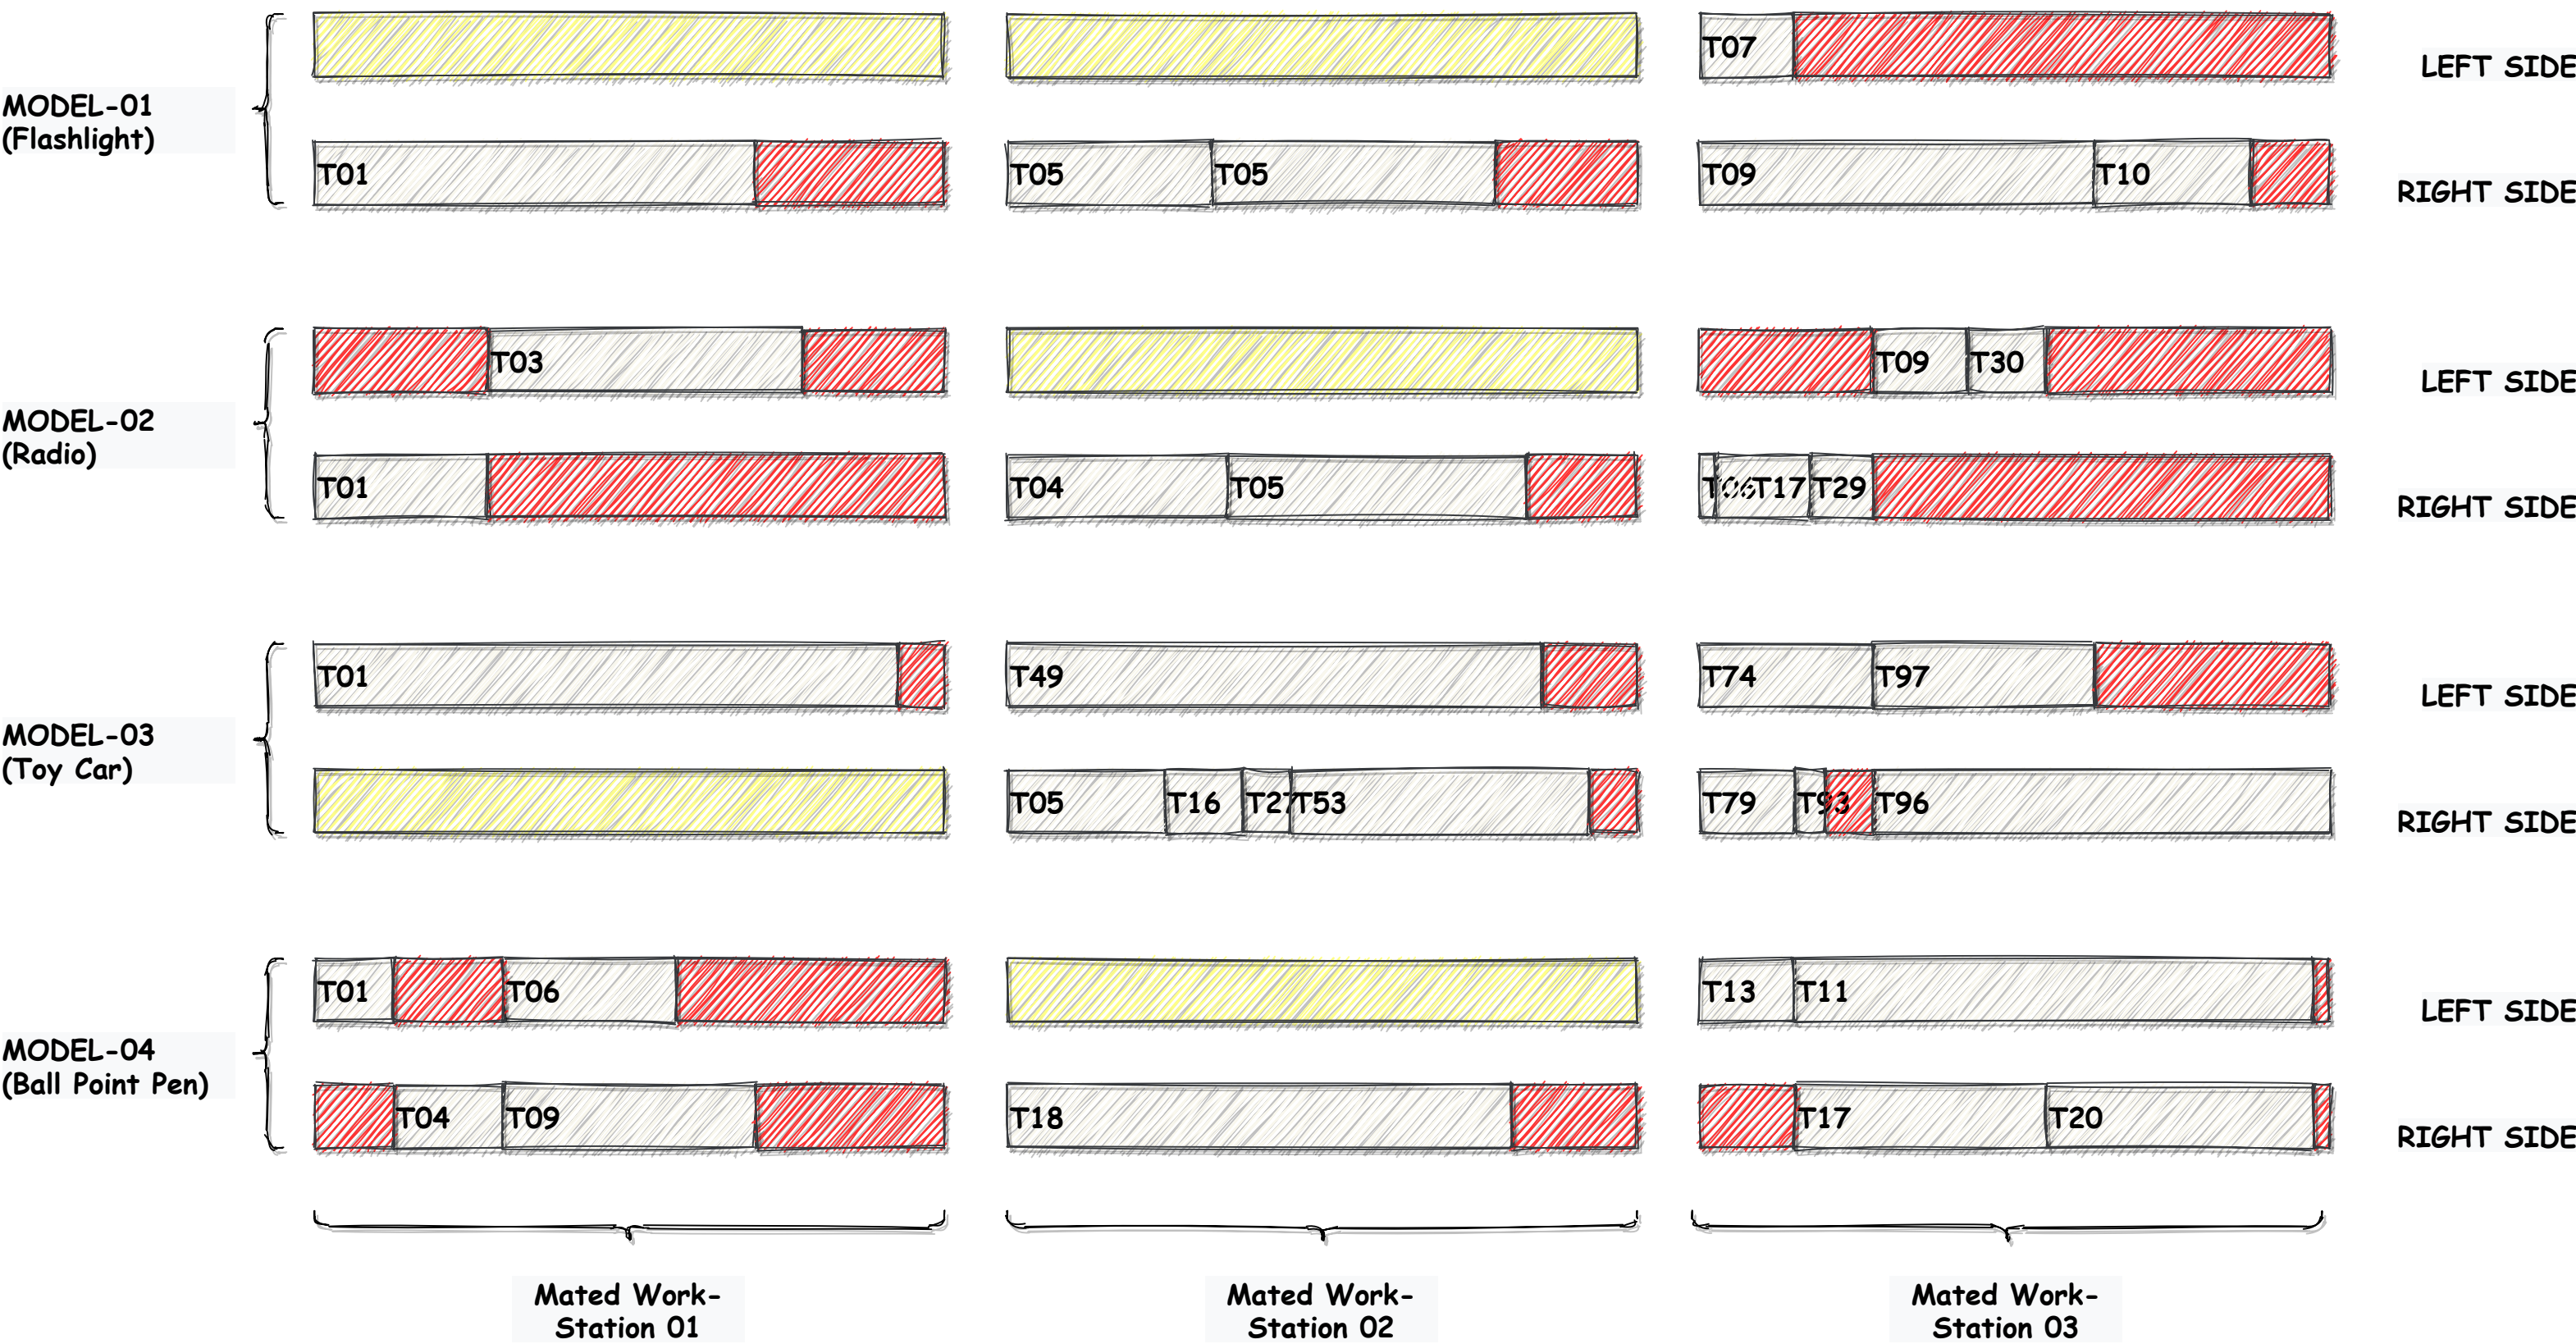 T07
LEFT SIDE
MODEL-01
(Flashlight)
T01
T05
T05
T09
T10
RIGHT SIDE
T03
T09
T30
LEFT SIDE
MODEL-02
(Radio)
T01
T04
T05
T06
T17
T29
RIGHT SIDE
T01
T49
T74
T97
LEFT SIDE
MODEL-03
(Toy Car)
T05
T16
T27
T53
T79
T93
T96
RIGHT SIDE
T01
T06
T13
T11
LEFT SIDE
MODEL-04
(Ball Point Pen)
T04
T09
T18
T17
T20
RIGHT SIDE
Mated Work-
Station 01
Mated Work-
Station 02
Mated Work-
Station 03